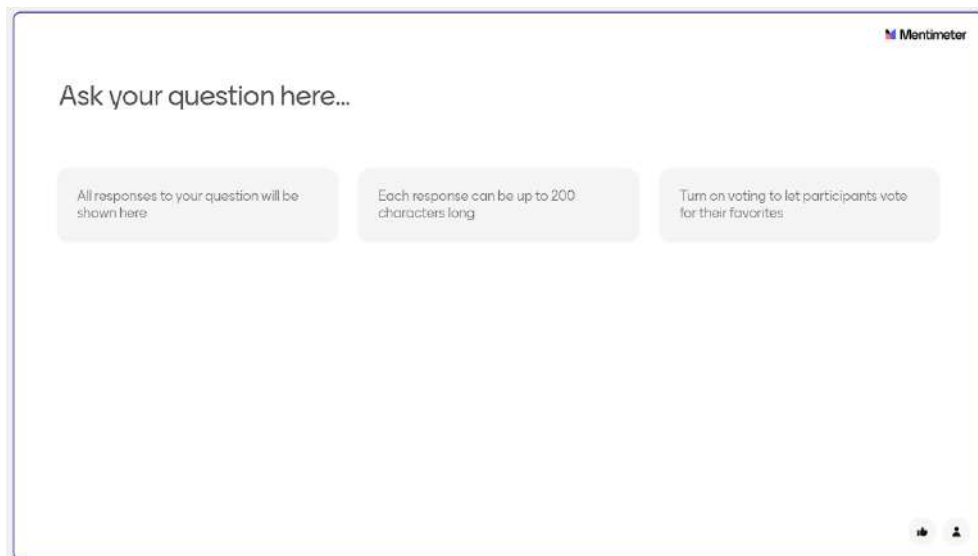 Mentimeter
Ask your question here...
All responses to your question will be
shown here
Each response can be up to 200
characters long
Turn on voting to let participants vote
for their favorites